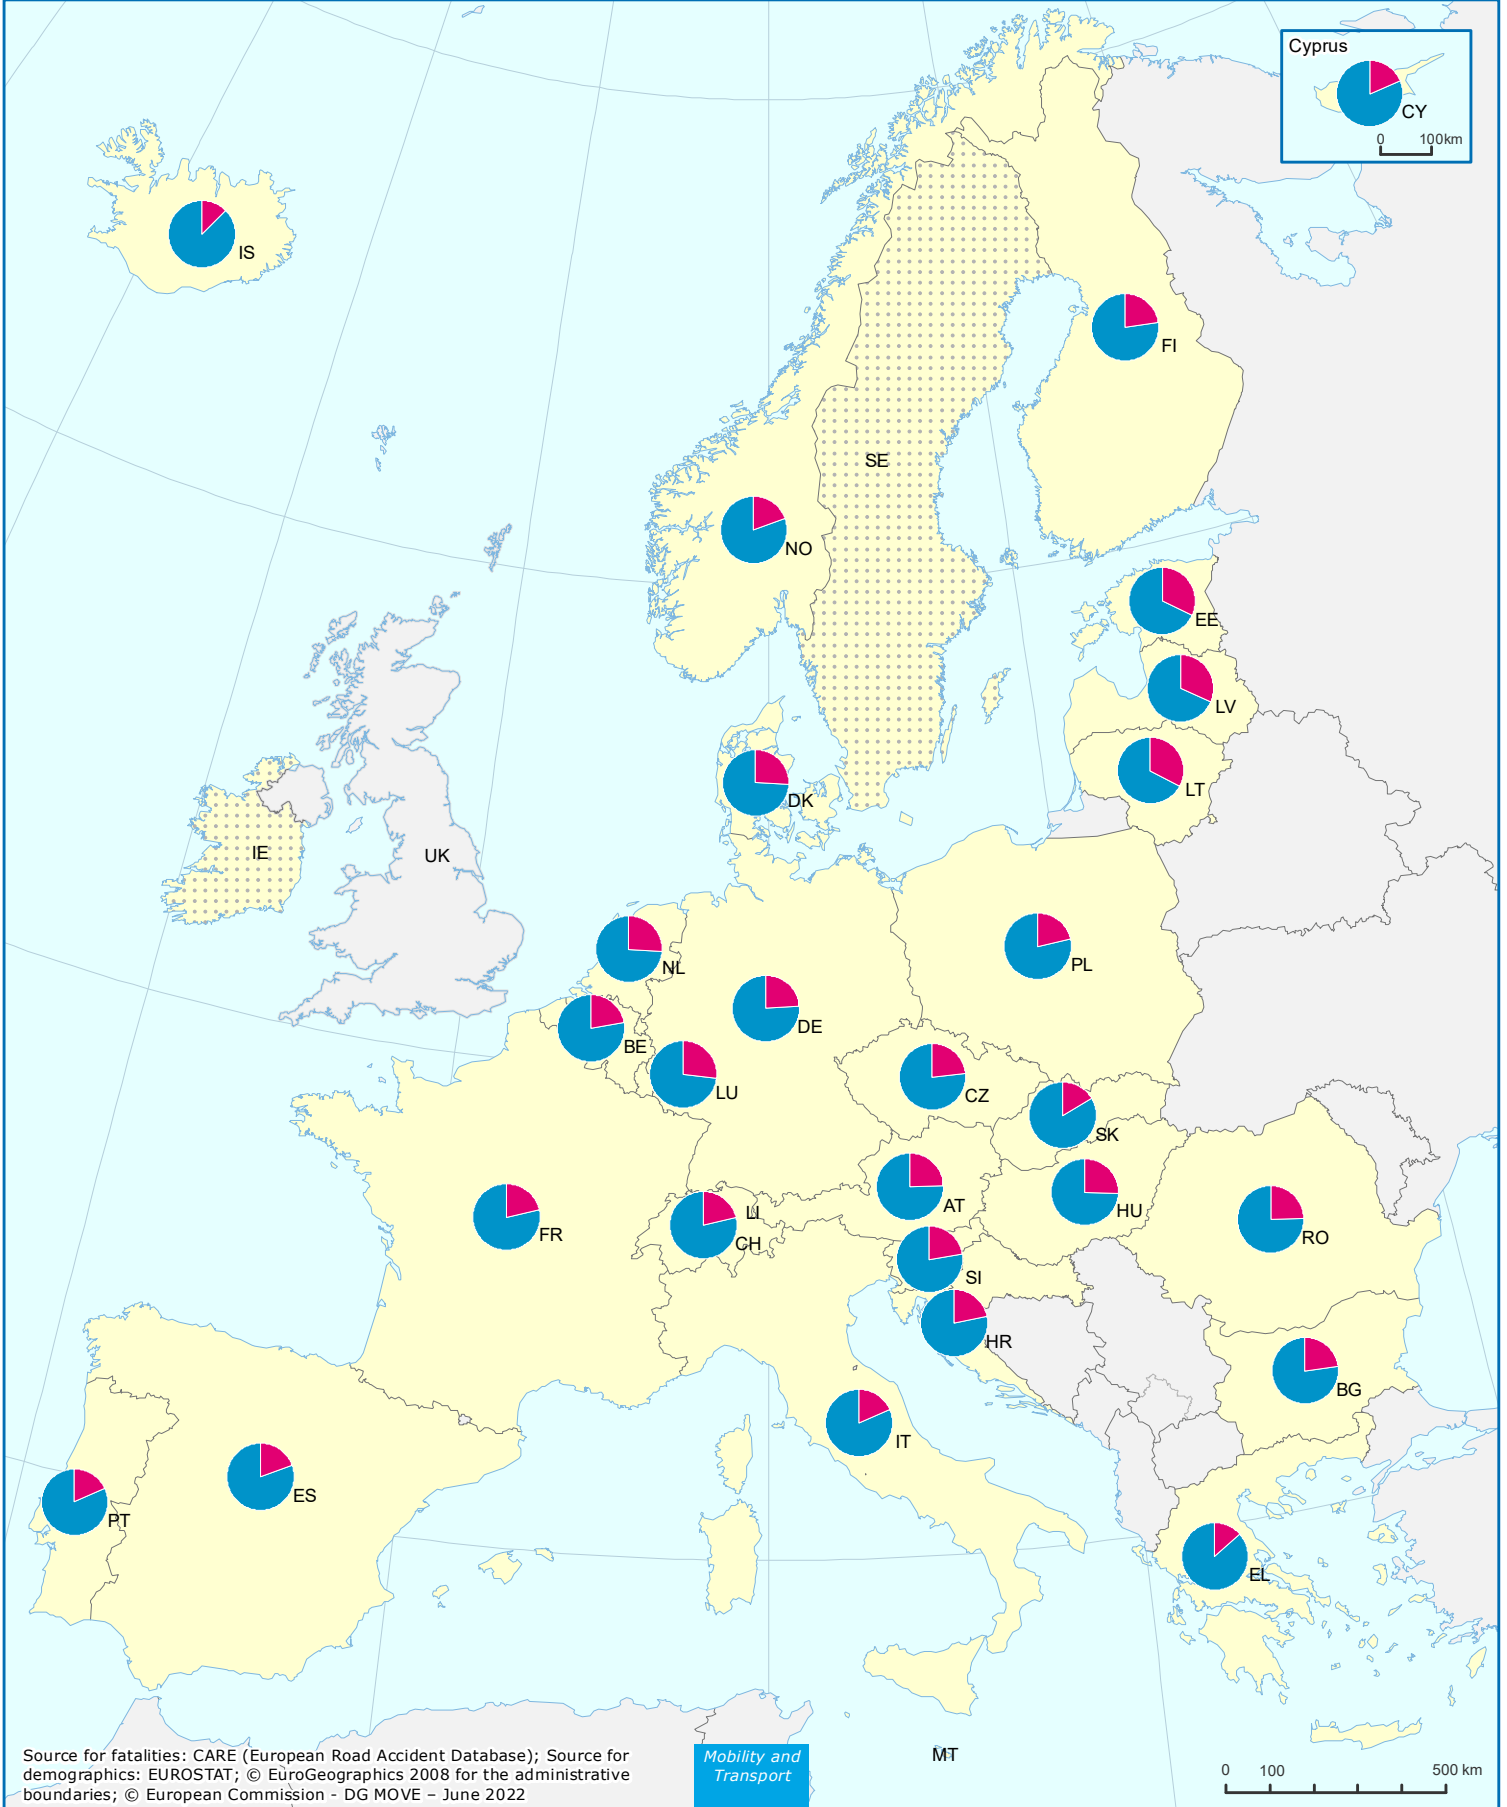 Cyprus
CY
0 100km
IS
FI
SE
NO
EE
LV
LT
DK
IE
UK
NL
PL
DE
BE
LU
CZ
SK
AT
HU
LI
CH
FR
RO
SI
HR
BG
IT
ES
PT
EL
MT
Source for fatalities: CARE (European Road Accident Database); Source for
demographics: EUROSTAT; © EuroGeographics 2008 for the administrative
boundaries; © European Commission - DG MOVE – June 2022
Mobility and
Transport
0 100 500 km